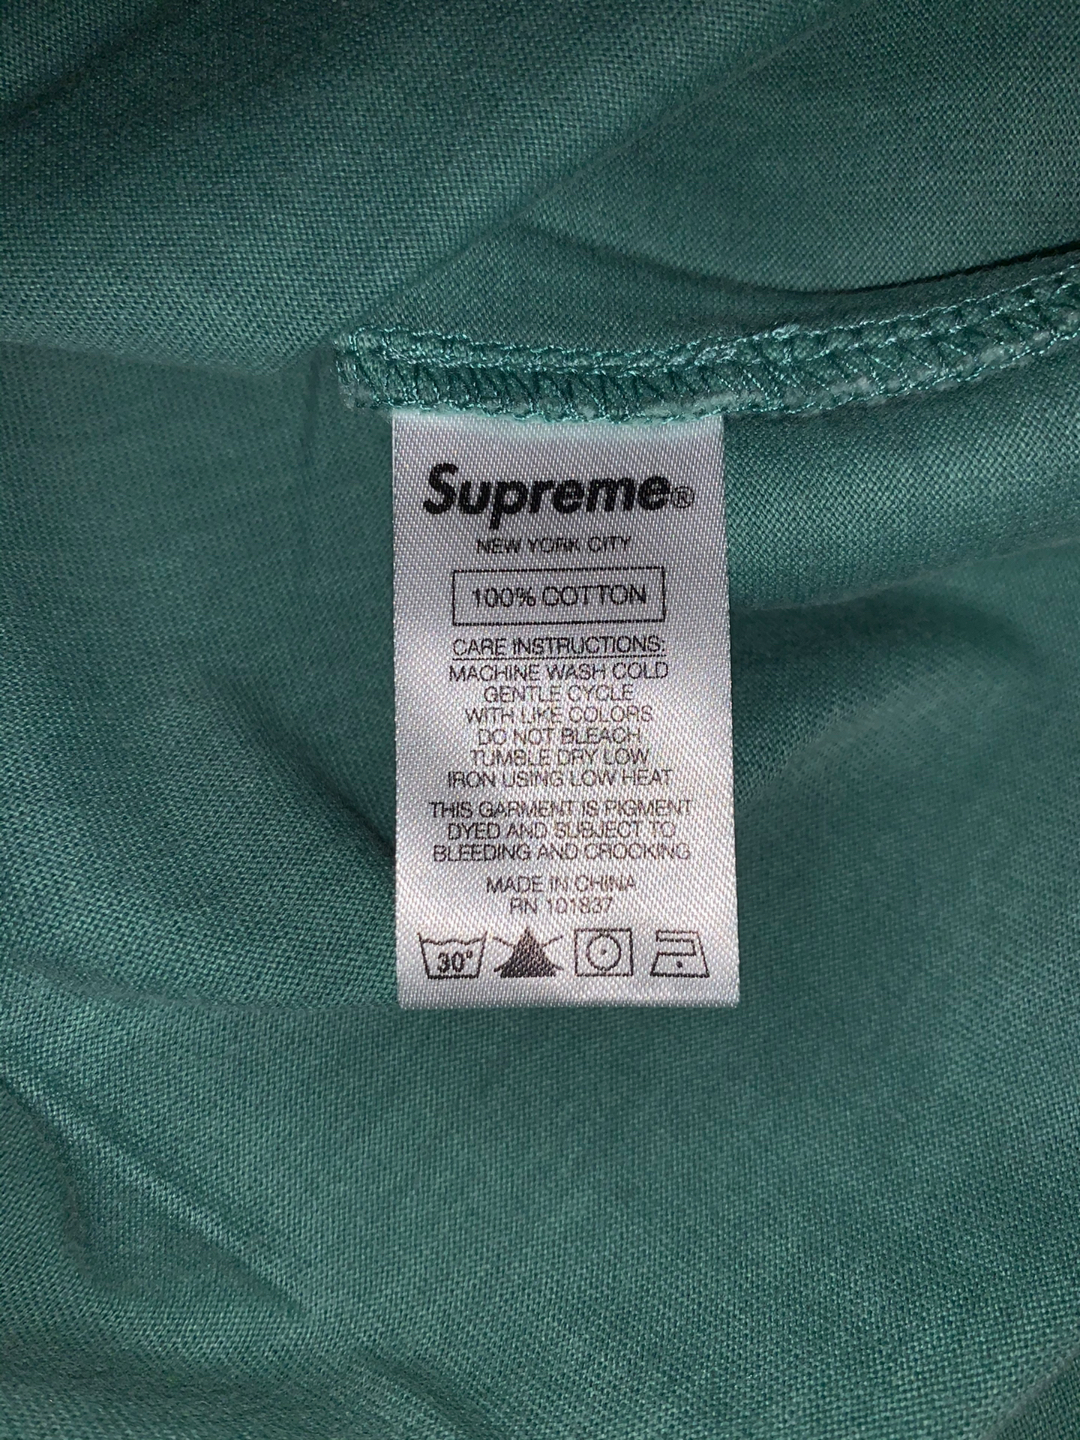 Supreme®
NEW YORK CITY
100% COTTON
CARE INSTRUCTIONS:
MACHINE WASH COLD
GENTLE CYCLE
WITH LIKE COLORS
DO NOT BLEACH
TUMBLE DRY LOW
IRON USING LOW HEAT
THIS GARMENT IS PIGMENT
DYED AND SUBJECT TO
BLEEDING AND CROCKING
MADE IN CHINA
RN 101837
30°